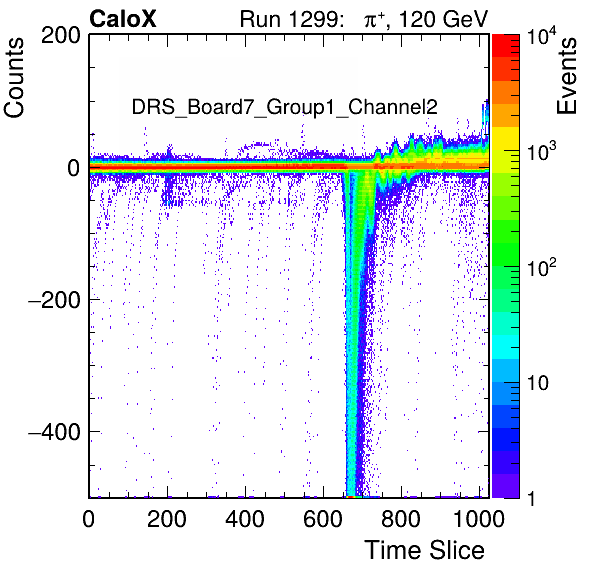 CaloX Run 1299: π⁺, 120 GeV
DRS_Board7_Group1_Channel2
Counts
200
0
−200
−400
0 200 400 600 800 1000
Time Slice
Events
10⁴
10³
10²
10
1